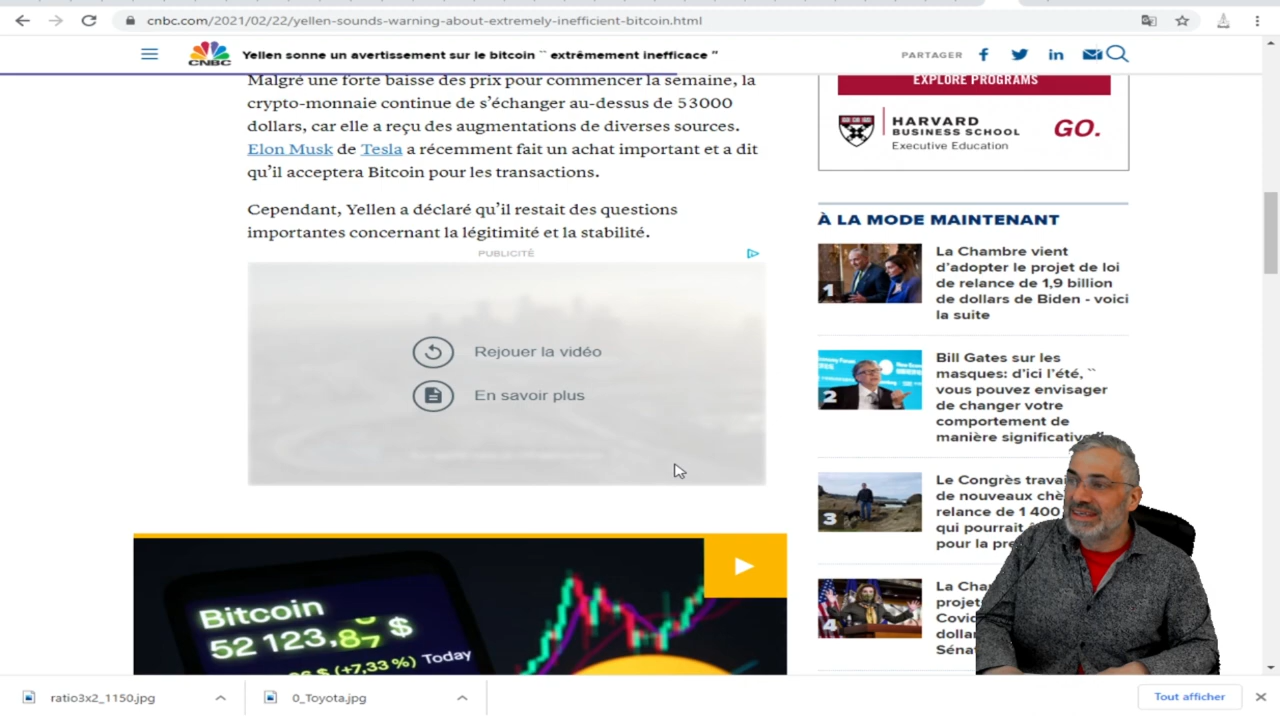 cnbc.com/2021/02/22/yellen-sounds-warning-about-extremely-inefficient-bitcoin.html
CNBC
Yellen sonne un avertissement sur le bitcoin `` extrêmement inefficace ''
PARTAGER
Malgré une forte baisse des prix pour commencer la semaine, la
crypto-monnaie continue de s'échanger au-dessus de 53000
dollars, car elle a reçu des augmentations de diverses sources.
Elon Musk de Tesla a récemment fait un achat important et a dit
qu'il acceptera Bitcoin pour les transactions.
Cependant, Yellen a déclaré qu'il restait des questions
importantes concernant la légitimité et la stabilité.
PUBLICITÉ
Rejouer la vidéo
En savoir plus
Bitcoin
52 123,87 $
$ (+7,33 %) Today
EXPLORE PROGRAMS
HARVARD
BUSINESS SCHOOL
Executive Education
GO.
À LA MODE MAINTENANT
1
La Chambre vient
d'adopter le projet de loi
de relance de 1,9 billion
de dollars de Biden - voici
la suite
2
Bill Gates sur les
masques: d'ici l'été, ``
vous pouvez envisager
de changer votre
comportement de
manière significative
3
Le Congrès
de nouveaux
relance de 1 400
qui pourrait
pour la
4
La
dollar
ratio3x2_1150.jpg
0_Toyota.jpg
Tout afficher